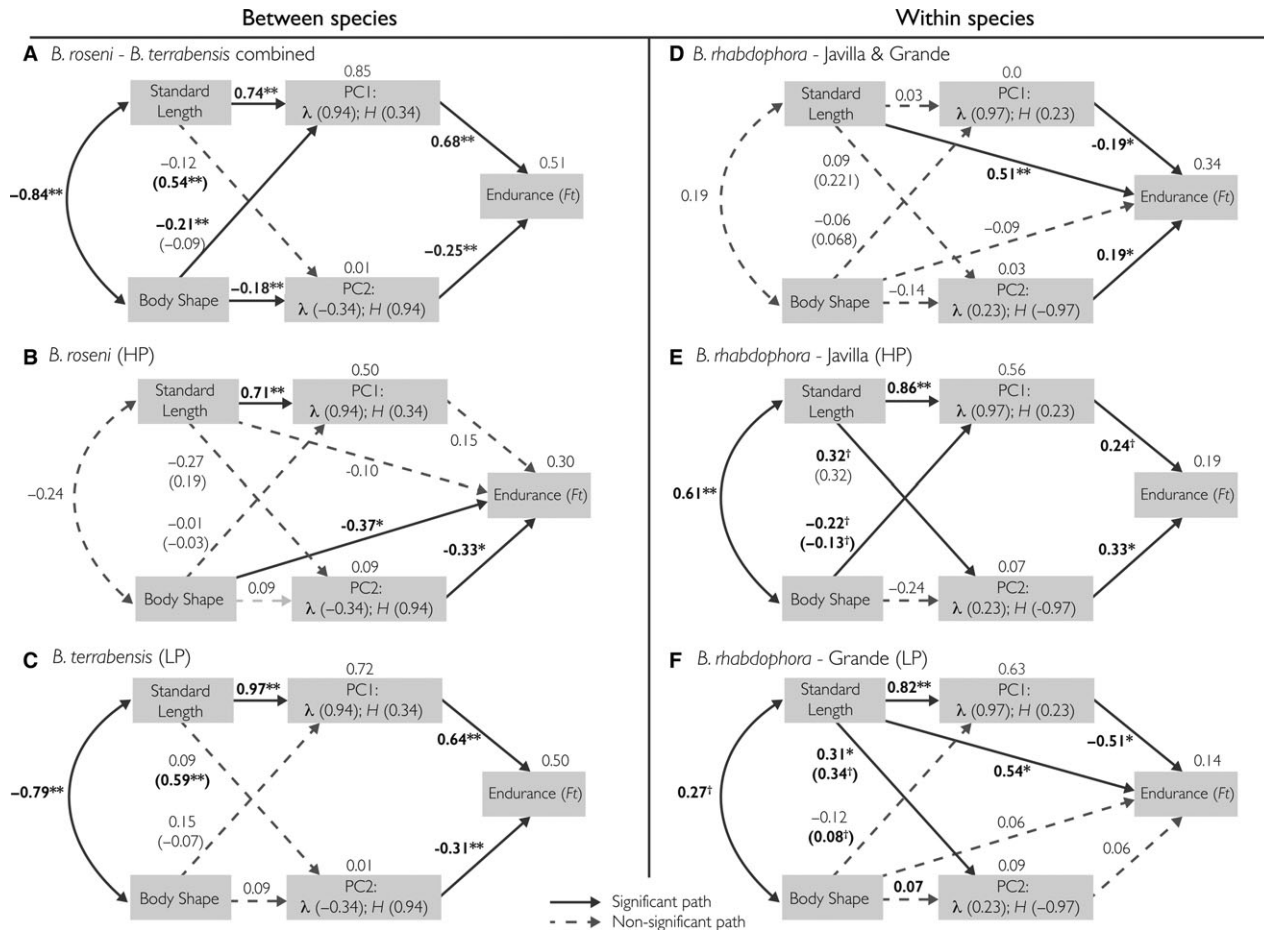 Between species
Within species
A B. roseni - B. terrabensis combined
Standard
Length
0.74**
0.85
PC1:
λ (0.94); H (0.34)
0.68**
−0.12
(0.54**)
0.51
Endurance (Ft)
−0.84**
−0.21**
(−0.09)
−0.25**
Body Shape
−0.18**
0.01
PC2:
λ (−0.34); H (0.94)
B B. roseni (HP)
Standard
Length
0.71**
0.50
PC1:
λ (0.94); H (0.34)
0.15
−0.27
(0.19)
-0.10
0.30
Endurance (Ft)
−0.24
−0.01
(−0.03)
-0.37*
-0.33*
Body Shape
0.09
0.09
PC2:
λ (−0.34); H (0.94)
C B. terrabensis (LP)
Standard
Length
0.97**
0.72
PC1:
λ (0.94); H (0.34)
0.64**
0.09
(0.59**)
0.50
Endurance (Ft)
−0.79**
0.15
(−0.07)
-0.31**
Body Shape
0.09
0.01
PC2:
λ (−0.34); H (0.94)
D B. rhabdophora - Javilla & Grande
Standard
Length
0.03
0.0
PC1:
λ (0.97); H (0.23)
-0.19*
0.09
(0.221)
0.51**
0.34
Endurance (Ft)
0.19
−0.06
(0.068)
−0.09
0.19*
Body Shape
−0.14
0.03
PC2:
λ (0.23); H (−0.97)
E B. rhabdophora - Javilla (HP)
Standard
Length
0.86**
0.56
PC1:
λ (0.97); H (0.23)
0.24†
0.32†
(0.32)
0.19
Endurance (Ft)
0.61**
−0.22†
(−0.13†)
0.33*
Body Shape
−0.24
0.07
PC2:
λ (0.23); H (-0.97)
F B. rhabdophora - Grande (LP)
Standard
Length
0.82**
0.63
PC1:
λ (0.97); H (0.23)
-0.51*
0.31*
(0.34†)
0.54*
0.14
Endurance (Ft)
0.27†
−0.12
(0.08†)
0.06
0.06
Body Shape
0.07
0.09
PC2:
λ (0.23); H (−0.97)
Significant path
Non-significant path